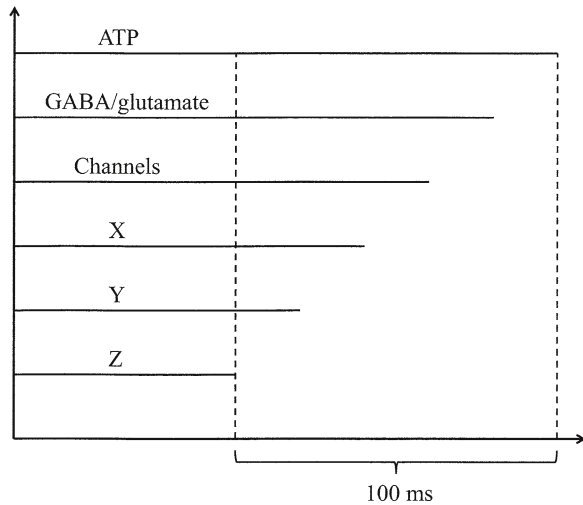 ATP
GABA/glutamate
Channels
X
Y
Z
100 ms